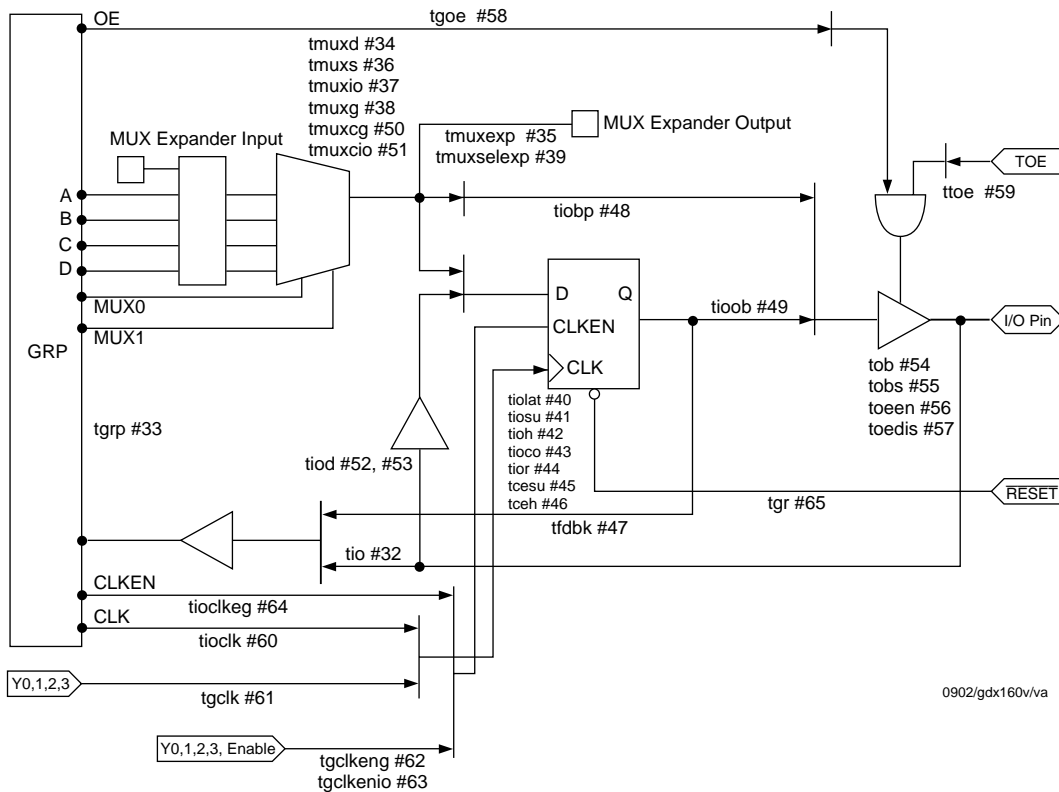 OE
tgoe #58
tmuxd #34
tmuxs #36
tmuxio #37
tmuxg #38
tmuxcg #50
tmuxcio #51
MUX Expander Input
MUX Expander Output
tmuxexp #35
tmuxselexp #39
TOE
ttoe #59
A
B
C
D
tiobp #48
MUX0
MUX1
GRP
D
Q
CLKEN
CLK
tioob #49
I/O Pin
tob #54
tobs #55
toeen #56
toedis #57
tiolat #40
tiosu #41
tioh #42
tioco #43
tior #44
tcesu #45
tceh #46
tgrp #33
tiod #52, #53
RESET
tgr #65
tfdbk #47
tio #32
CLKEN
tioclkeg #64
CLK
tioclk #60
Y0,1,2,3
tgclk #61
0902/gdx160v/va
Y0,1,2,3, Enable
tgclkeng #62
tgclkenio #63